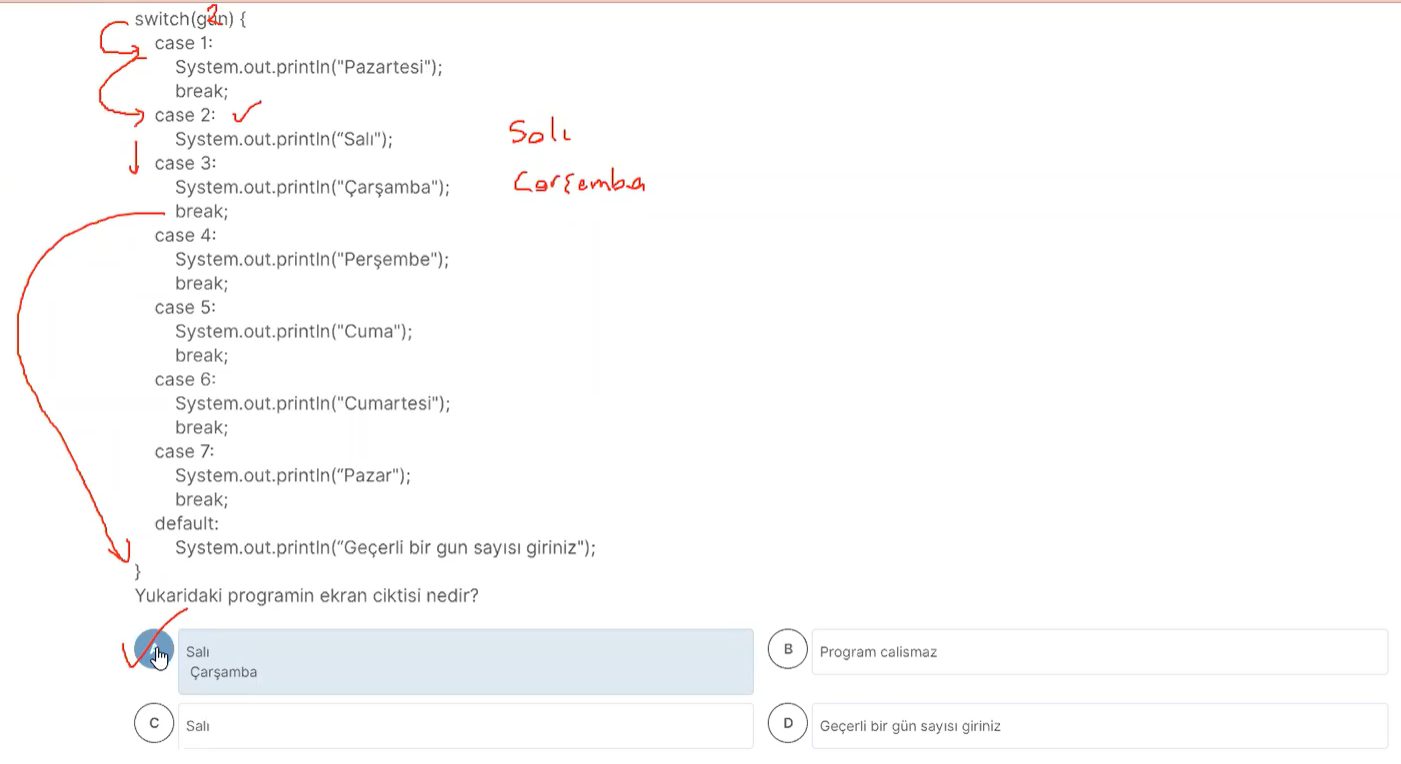 switch(gün) {
2
case 1:
System.out.println("Pazartesi");
break;
case 2:
System.out.println("Salı");
Salı
case 3:
System.out.println("Çarşamba");
Çarşamba
break;
case 4:
System.out.println("Perşembe");
break;
case 5:
System.out.println("Cuma");
break;
case 6:
System.out.println("Cumartesi");
break;
case 7:
System.out.println("Pazar");
break;
default:
System.out.println("Geçerli bir gun sayısı giriniz");
}
Yukaridaki programin ekran ciktisi nedir?
Salı
Çarşamba
B Program calismaz
C Salı
D Geçerli bir gün sayısı giriniz